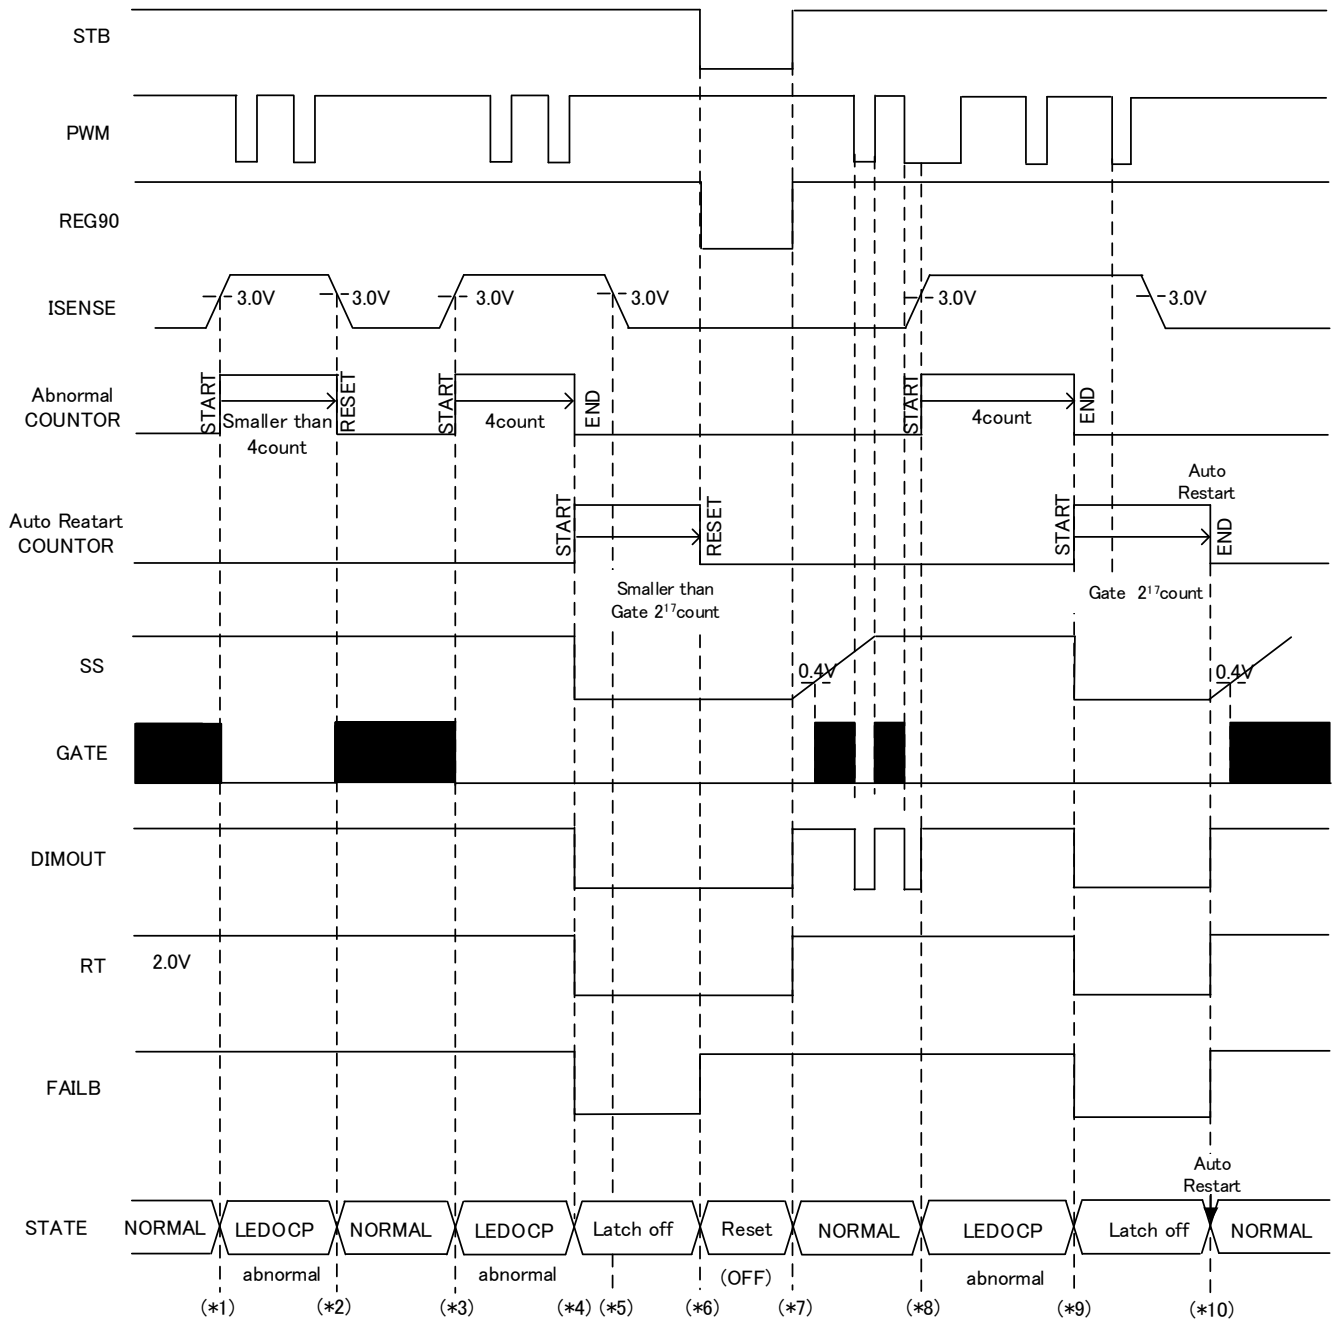 STB
PWM
REG90
ISENSE
3.0V
3.0V
3.0V
3.0V
3.0V
3.0V
Abnormal
COUNTOR
START
Smaller than
4count
RESET
START
4count
END
START
4count
END
Auto Reatart
COUNTOR
START
RESET
Smaller than
Gate 2¹⁷count
START
Auto
Restart
END
Gate 2¹⁷count
SS
0.4V
0.4V
GATE
DIMOUT
RT
2.0V
FAILB
Auto
Restart
STATE
NORMAL
LEDOCP
NORMAL
LEDOCP
Latch off
Reset
NORMAL
LEDOCP
Latch off
NORMAL
abnormal
abnormal
(OFF)
abnormal
(*1)
(*2)
(*3)
(*4)
(*5)
(*6)
(*7)
(*8)
(*9)
(*10)